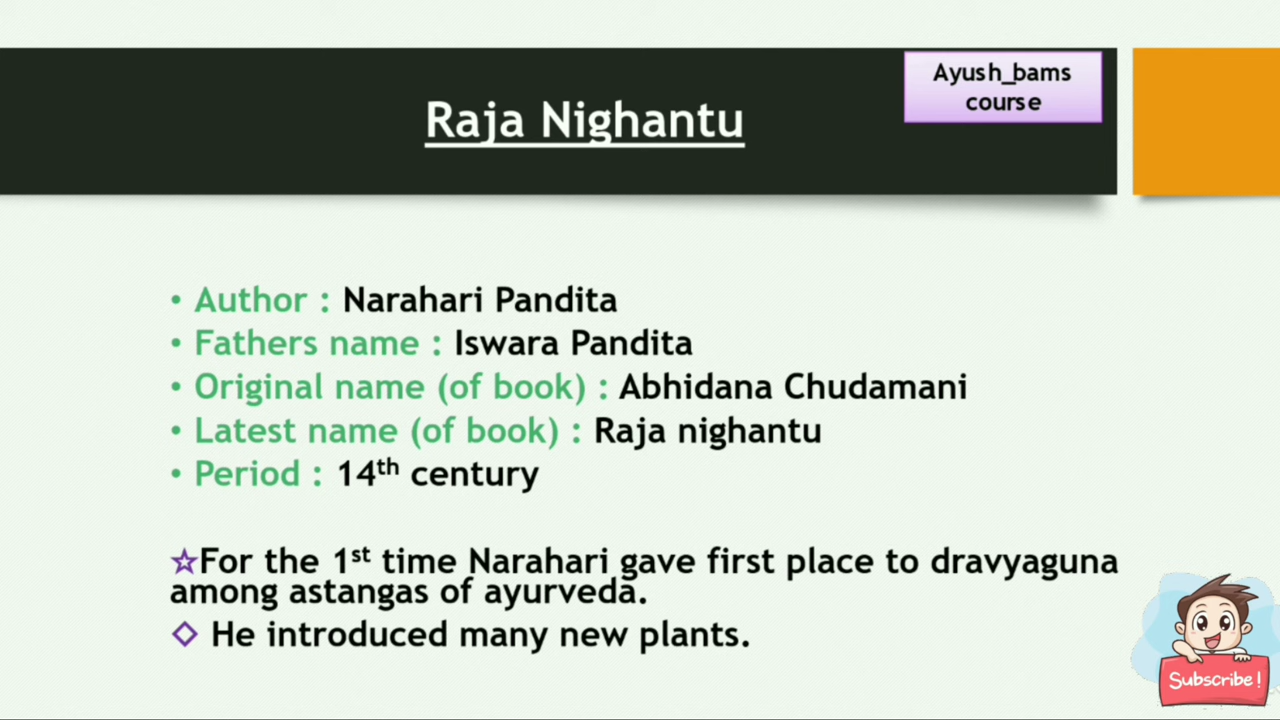 Ayush_bams
course
Raja Nighantu
• Author : Narahari Pandita
• Fathers name : Iswara Pandita
• Original name (of book) : Abhidana Chudamani
• Latest name (of book) : Raja nighantu
• Period : 14th century
☆For the 1st time Narahari gave first place to dravyaguna
among astangas of ayurveda.
◇ He introduced many new plants.
Subscribe!